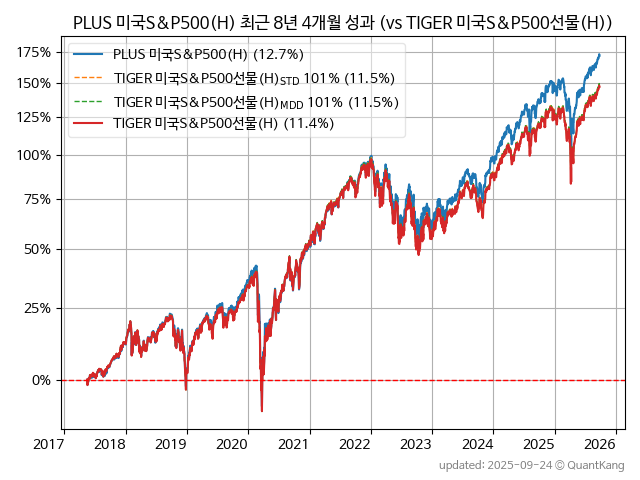 PLUS 미국S&P500(H) 최근 8년 4개월 성과 (vs TIGER 미국S&P500선물(H))
PLUS 미국S&P500(H) (12.7%)
TIGER 미국S&P500선물(H)STD 101% (11.5%)
TIGER 미국S&P500선물(H)MDD 101% (11.5%)
TIGER 미국S&P500선물(H) (11.4%)
175%
150%
125%
100%
75%
50%
25%
0%
2017 2018 2019 2020 2021 2022 2023 2024 2025 2026
updated: 2025-09-24 © QuantKang